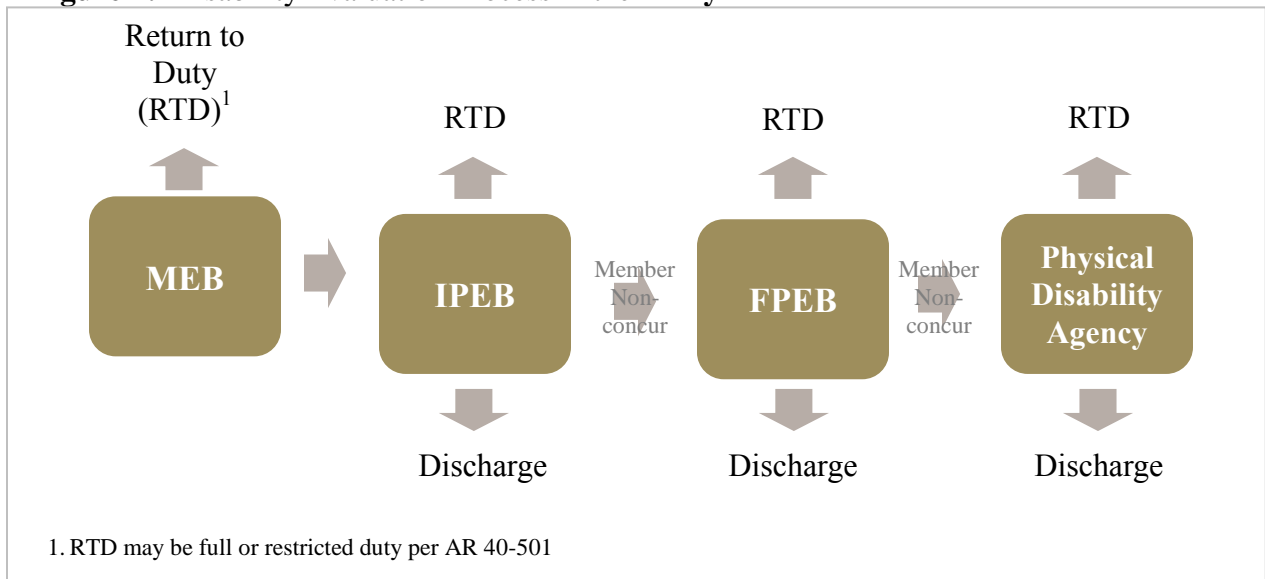 Return to
Duty
(RTD)1
RTD
RTD
RTD
MEB
IPEB
Member
Non-
concur
FPEB
Member
Non-
concur
Physical
Disability
Agency
Discharge
Discharge
Discharge
1. RTD may be full or restricted duty per AR 40-501